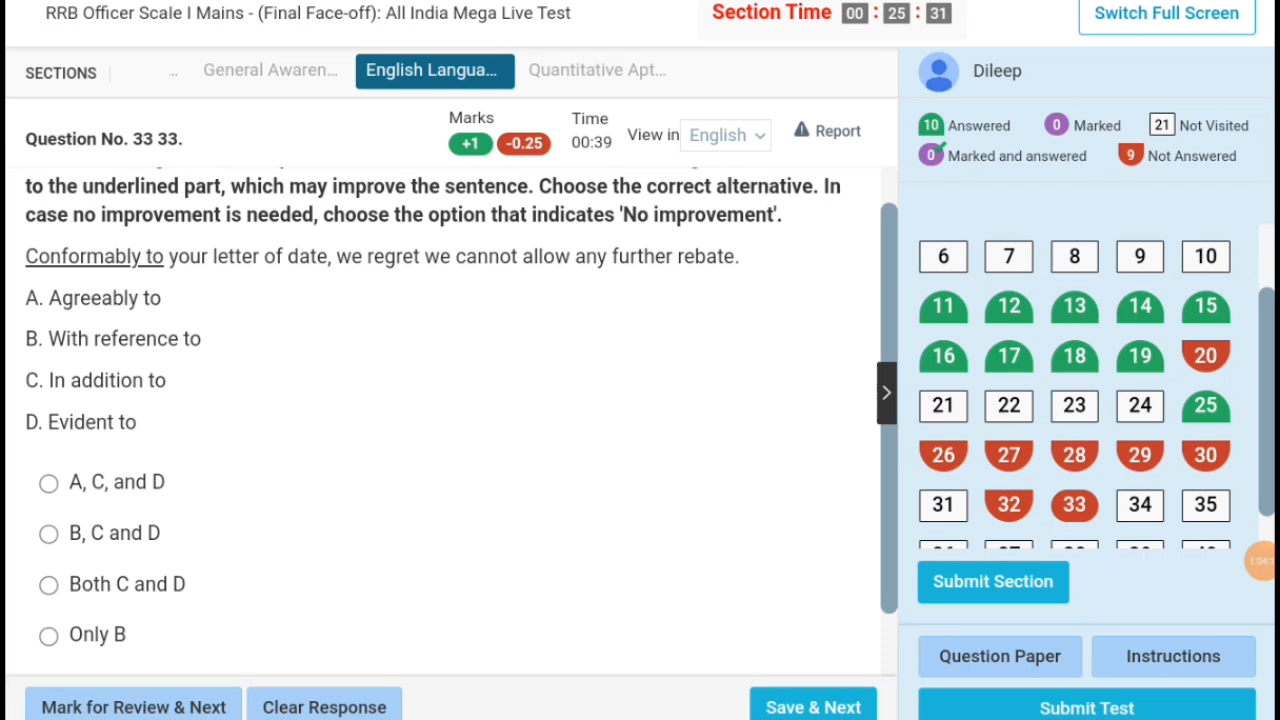 RRB Officer Scale I Mains - (Final Face-off): All India Mega Live Test
Section Time 00 : 25 : 31
Switch Full Screen
SECTIONS
...
General Awaren...
English Langua...
Quantitative Apt...
Dileep
Question No. 33 33.
Marks
+1 -0.25
Time
00:39
View in English
Report
10 Answered
0 Marked
21 Not Visited
0 Marked and answered
9 Not Answered
to the underlined part, which may improve the sentence. Choose the correct alternative. In
case no improvement is needed, choose the option that indicates 'No improvement'.
Conformably to your letter of date, we regret we cannot allow any further rebate.
A. Agreeably to
B. With reference to
C. In addition to
D. Evident to
A, C, and D
B, C and D
Both C and D
Only B
6 7 8 9 10
11 12 13 14 15
16 17 18 19 20
21 22 23 24 25
26 27 28 29 30
31 32 33 34 35
Submit Section
Question Paper
Instructions
Mark for Review & Next
Clear Response
Save & Next
Submit Test